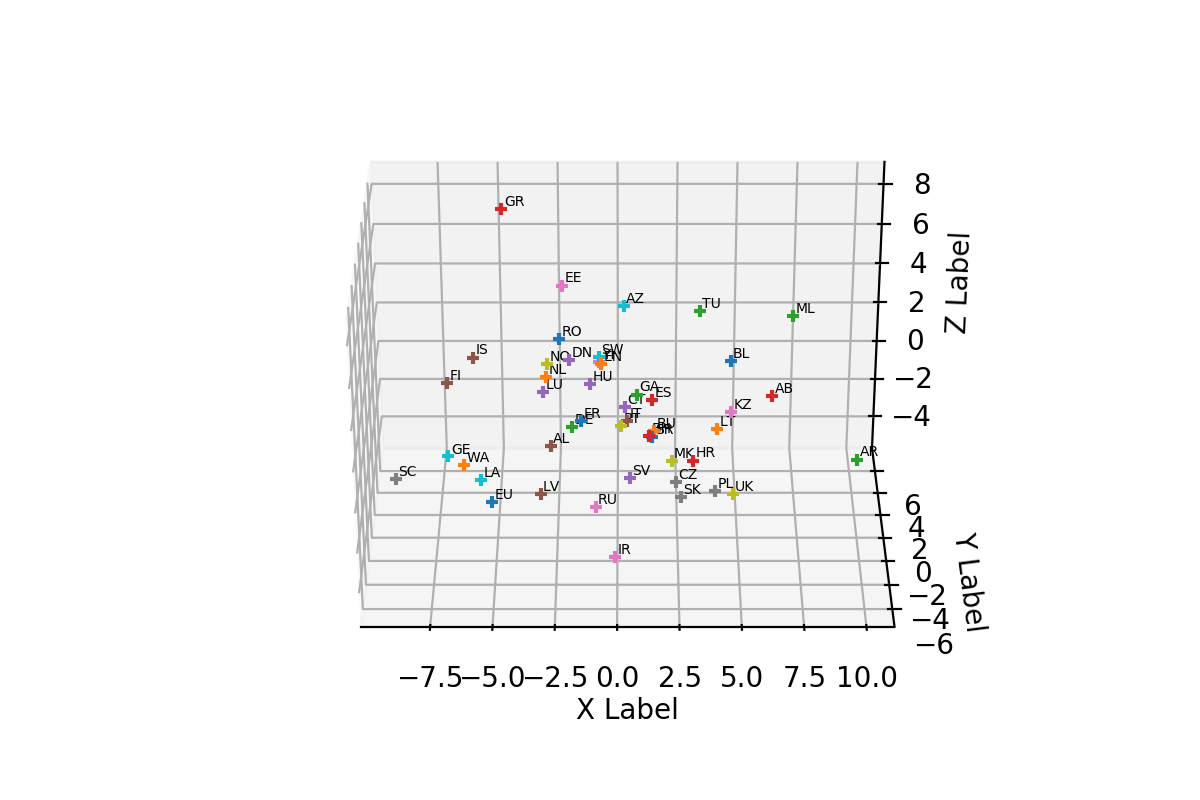 8
GR
6
Z Label
4
EE
AZ
2
TU
ML
RO
0
IS
NO
DN
SW
EN
BL
FI
NL
HU
−2
LU
GA
ES
AB
CT
KZ
−4
FR
DE
IT
PT
BU
SR
LT
AL
GE
WA
MK
HR
AR
SC
LA
SV
CZ
SK
PL
UK
EU
LV
RU
6
4
IR
2
Y Label
0
−2
−4
−6
−7.5 −5.0 −2.5 0.0 2.5 5.0 7.5 10.0
X Label